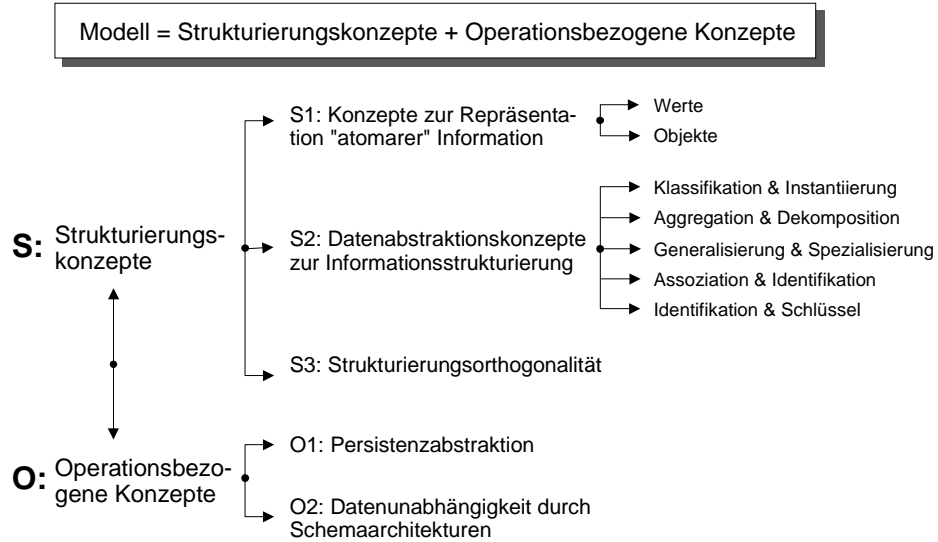 Modell = Strukturierungskonzepte + Operationsbezogene Konzepte
S1: Konzepte zur Repräsenta-
tion "atomarer" Information
Werte
Objekte
S: Strukturierungs-
konzepte
S2: Datenabstraktionskonzepte
zur Informationsstrukturierung
Klassifikation & Instantiierung
Aggregation & Dekomposition
Generalisierung & Spezialisierung
Assoziation & Identifikation
Identifikation & Schlüssel
S3: Strukturierungsorthogonalität
O: Operationsbezo-
gene Konzepte
O1: Persistenzabstraktion
O2: Datenunabhängigkeit durch
Schemaarchitekturen